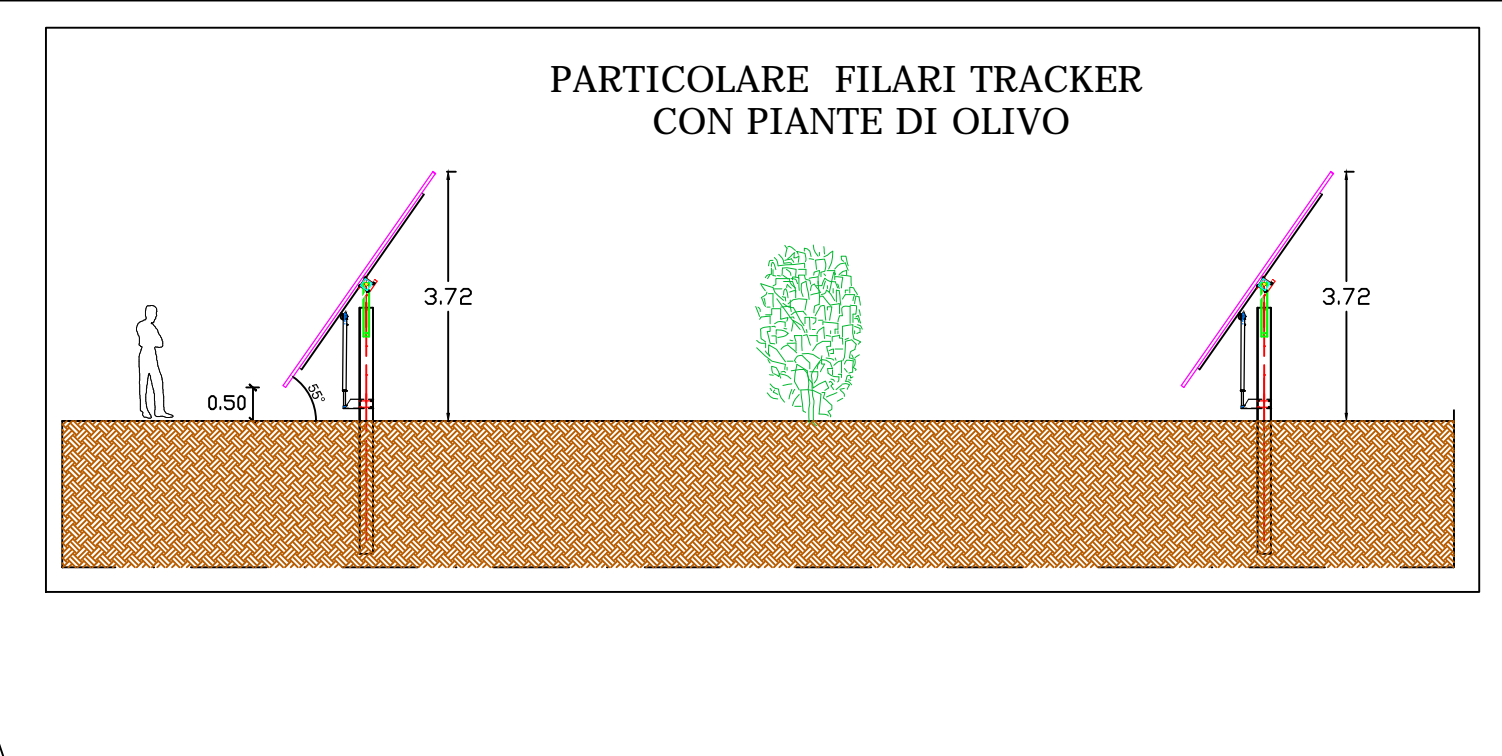 PARTICOLARE FILARI TRACKER
CON PIANTE DI OLIVO
3.72
3.72
55°
0.50